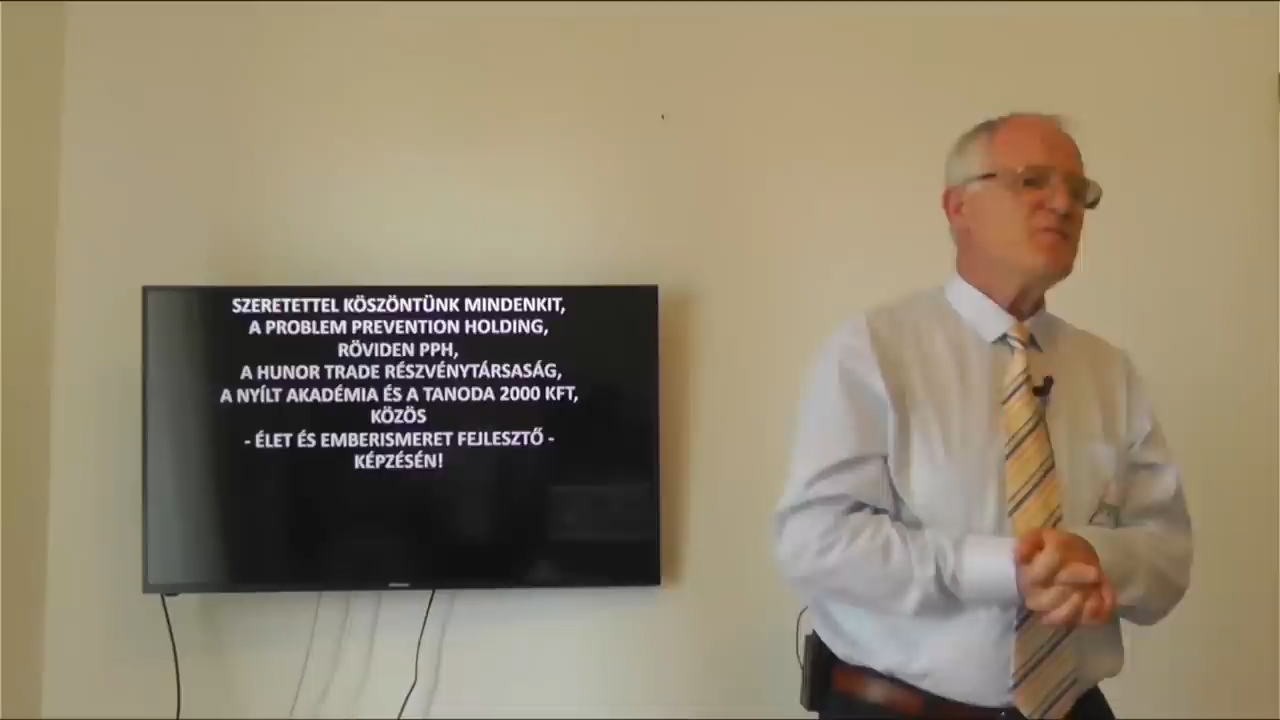 SZERETETTEL KÖSZÖNTÜNK MINDENKIT,
A PROBLEM PREVENTION HOLDING,
RÖVIDEN PPH,
A HUNOR TRADE RÉSZVÉNYTÁRSASÁG,
A NYÍLT AKADÉMIA ÉS A TANODA 2000 KFT,
KÖZÖS
- ÉLET ÉS EMBERISMERET FEJLESZTŐ -
KÉPZÉSÉN!